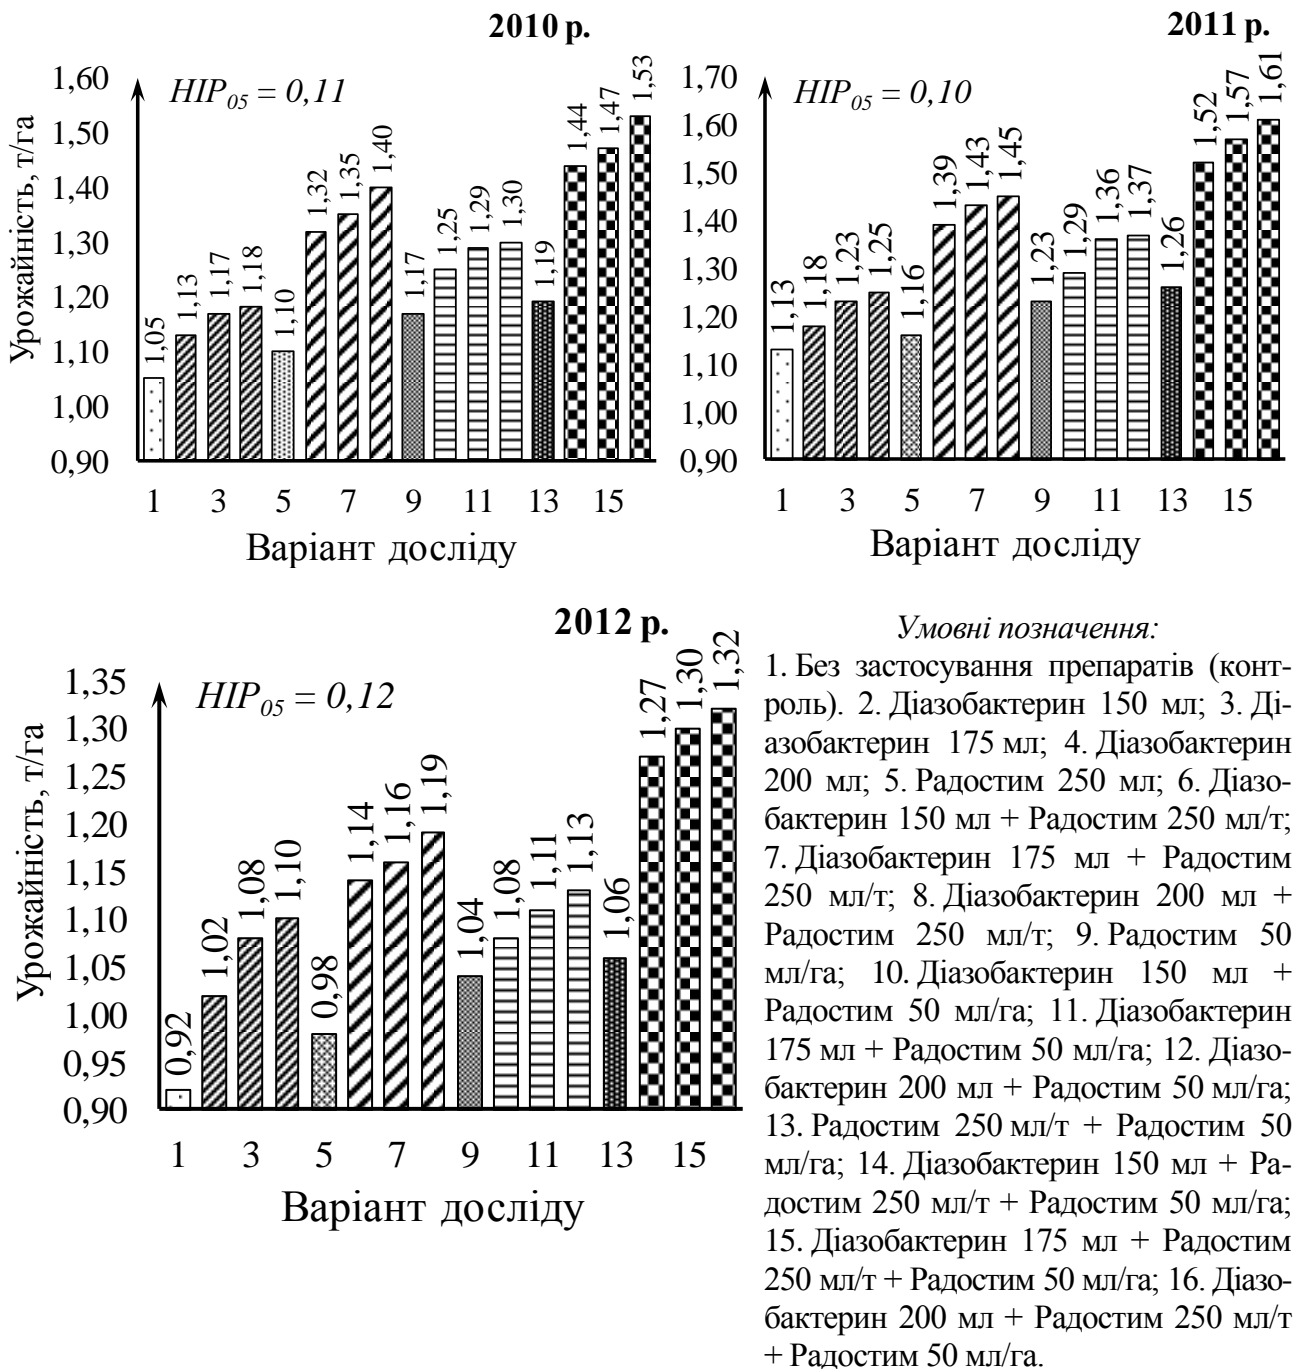 2010 р.
Урожайність, т/га
1,60
1,50
1,40
1,30
1,20
1,10
1,00
0,90
НІР05 = 0,11
1,05
1,13
1,17
1,18
1,10
1,32
1,35
1,40
1,17
1,25
1,29
1,30
1,19
1,44
1,47
1,53
1 3 5 7 9 11 13 15
Варіант досліду
2011 р.
1,70
1,60
1,50
1,40
1,30
1,20
1,10
1,00
0,90
НІР05 = 0,10
1,13
1,18
1,23
1,25
1,16
1,39
1,43
1,45
1,23
1,29
1,36
1,37
1,26
1,52
1,57
1,61
1 3 5 7 9 11 13 15
Варіант досліду
2012 р.
Урожайність, т/га
1,35
1,30
1,25
1,20
1,15
1,10
1,05
1,00
0,95
0,90
НІР05 = 0,12
0,92
1,02
1,08
1,10
0,98
1,14
1,16
1,19
1,04
1,08
1,11
1,13
1,06
1,27
1,30
1,32
1 3 5 7 9 11 13 15
Варіант досліду
Умовні позначення:
1. Без застосування препаратів (конт-
роль). 2. Діазобактерин 150 мл; 3. Ді-
азобактерин 175 мл; 4. Діазобактерин
200 мл; 5. Радостим 250 мл; 6. Діазо-
бактерин 150 мл + Радостим 250 мл/т;
7. Діазобактерин 175 мл + Радостим
250 мл/т; 8. Діазобактерин 200 мл +
Радостим 250 мл/т; 9. Радостим 50
мл/га; 10. Діазобактерин 150 мл +
Радостим 50 мл/га; 11. Діазобактерин
175 мл + Радостим 50 мл/га; 12. Діазо-
бактерин 200 мл + Радостим 50 мл/га;
13. Радостим 250 мл/т + Радостим 50
мл/га; 14. Діазобактерин 150 мл + Ра-
достим 250 мл/т + Радостим 50 мл/га;
15. Діазобактерин 175 мл + Радостим
250 мл/т + Радостим 50 мл/га; 16. Діазо-
бактерин 200 мл + Радостим 250 мл/т
+ Радостим 50 мл/га.